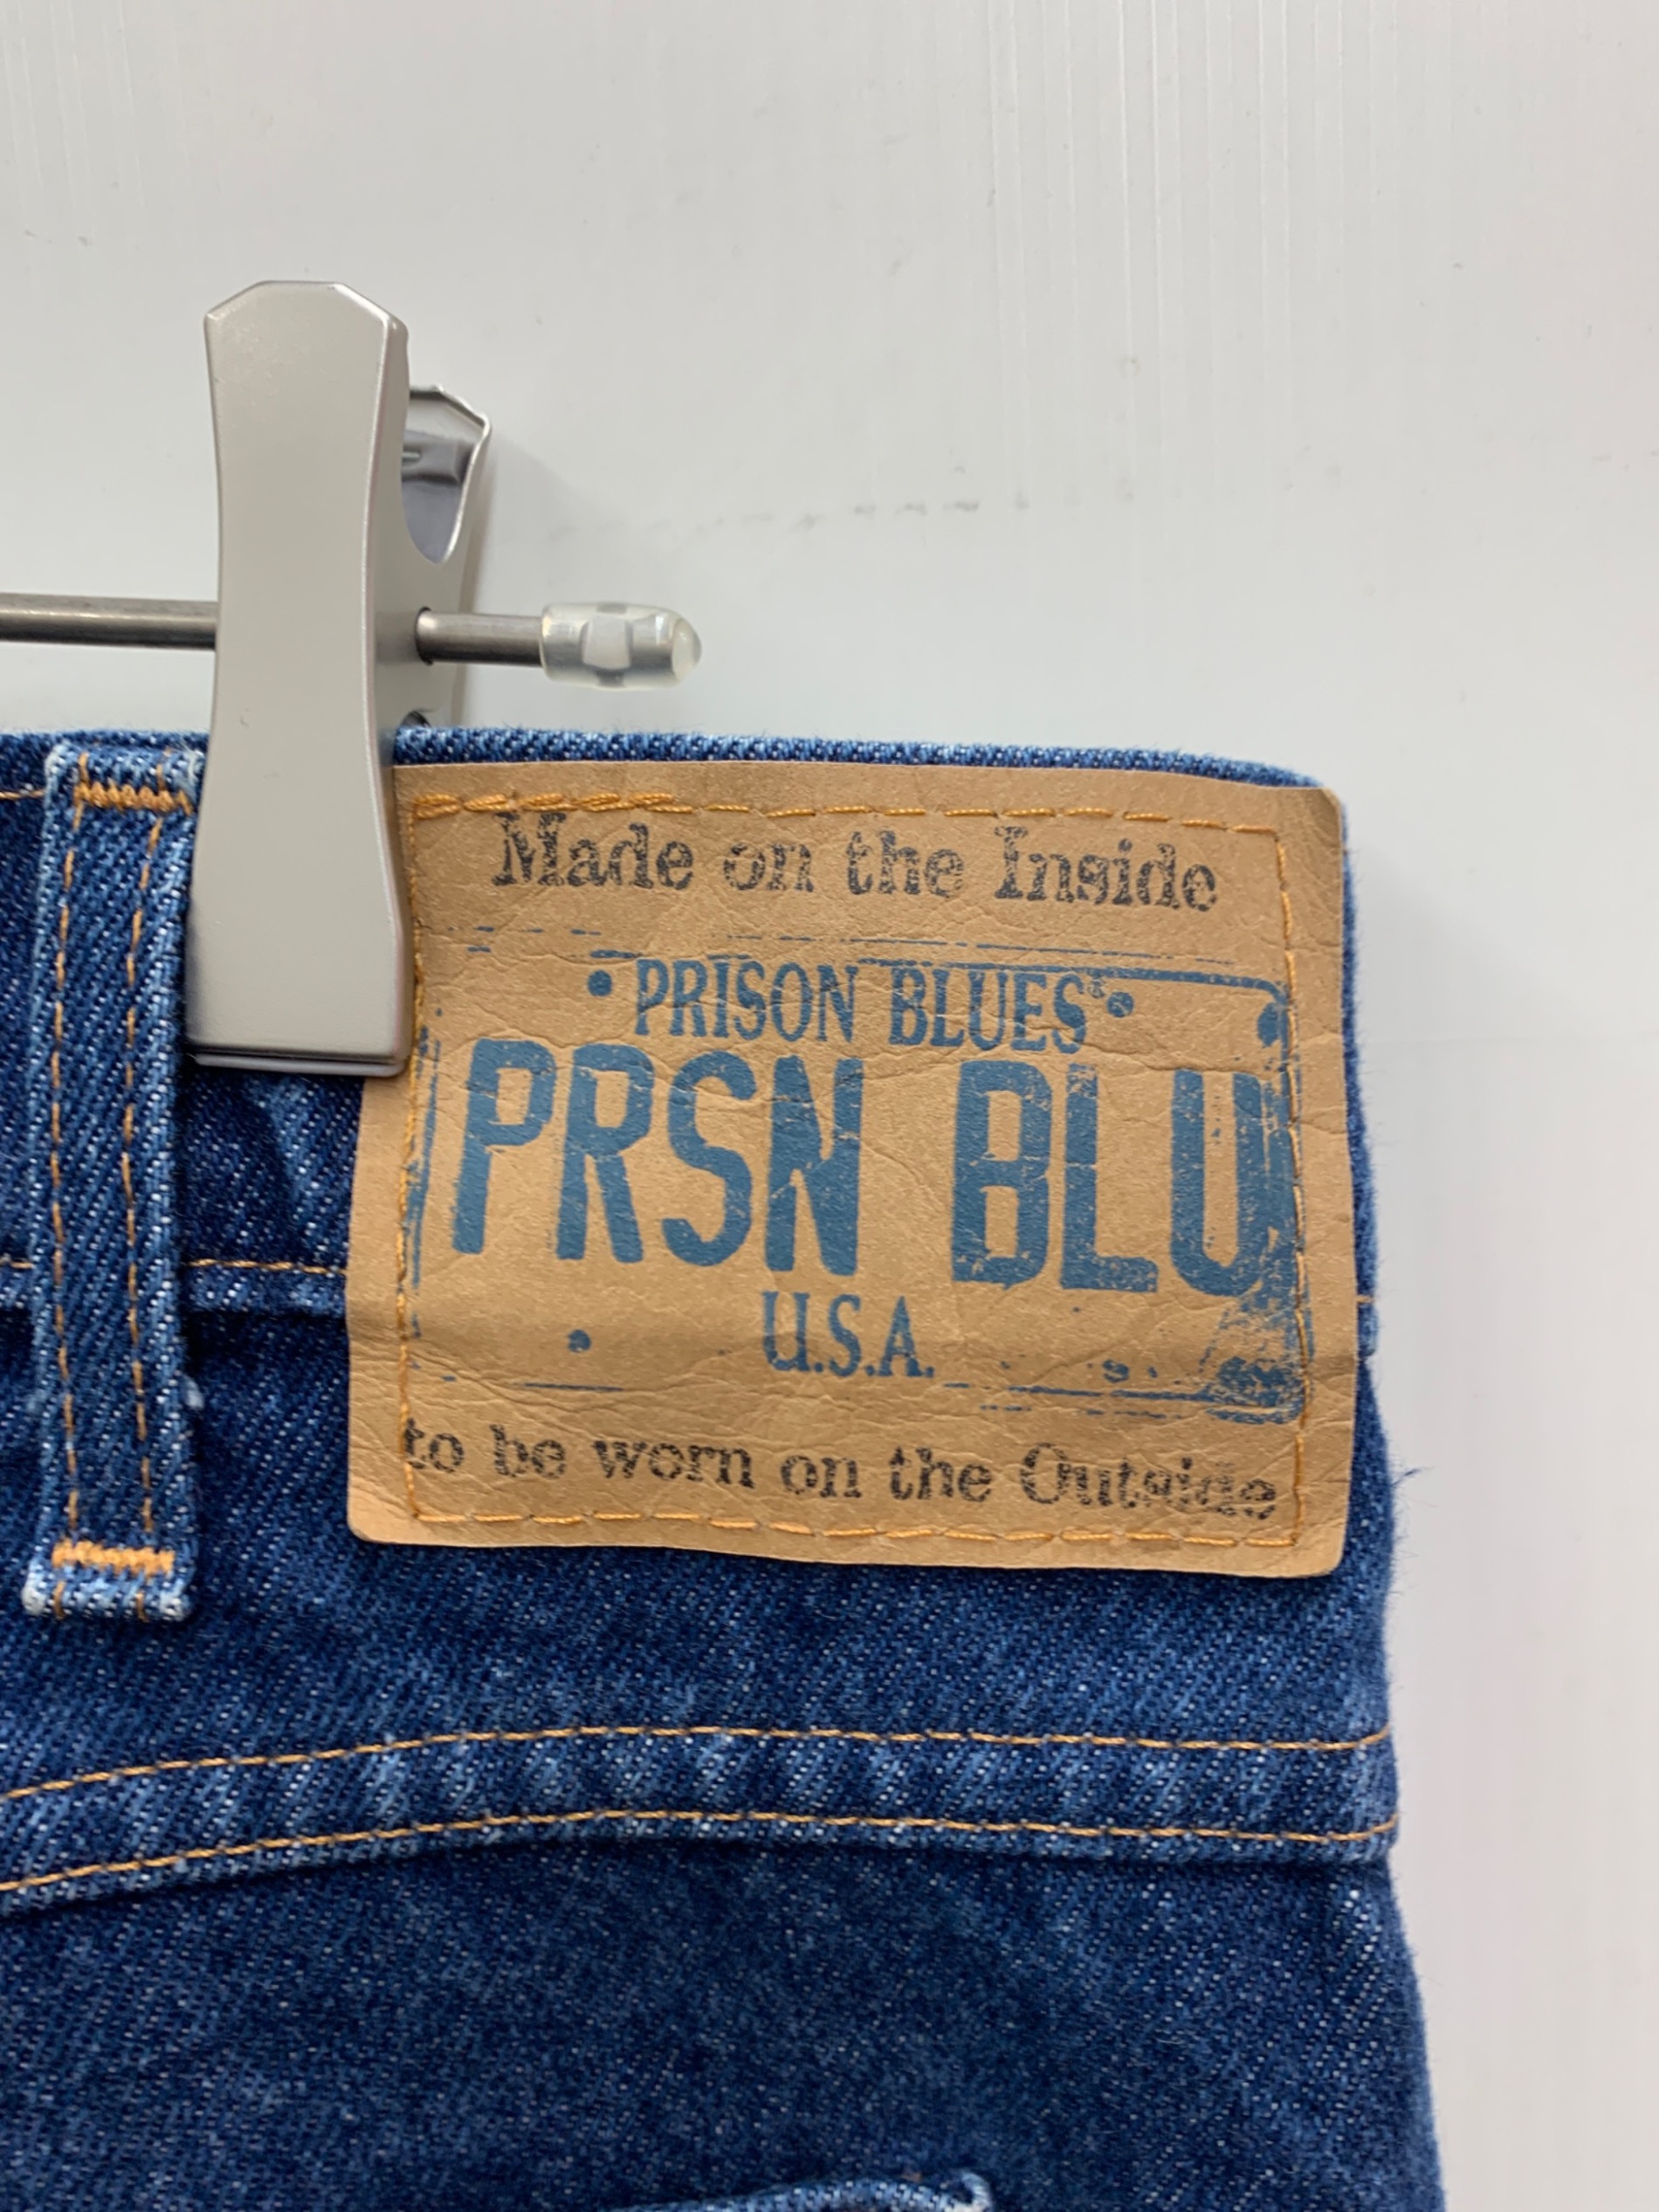 Made on the Inside
PRISON BLUES®
PRSN BLU
U.S.A.
to be worn on the Outside